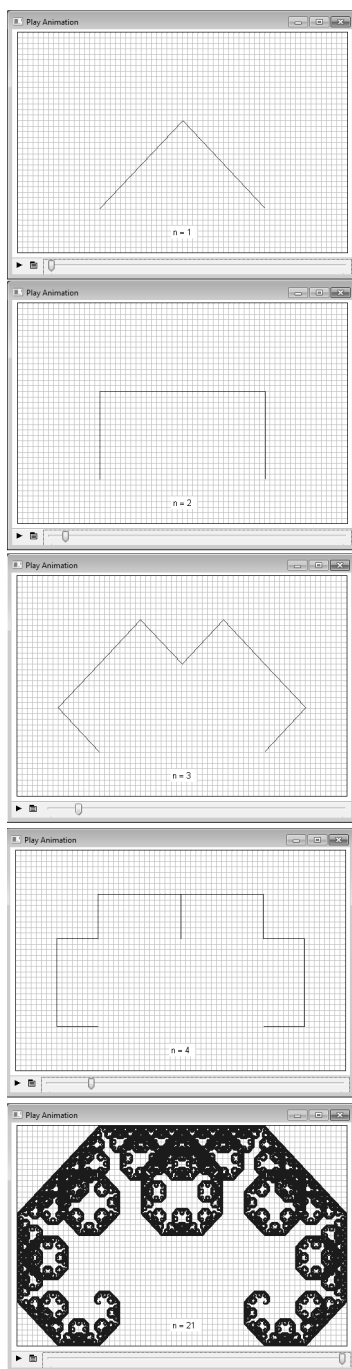 Play Animation
n = 1
Play Animation
n = 2
Play Animation
n = 3
Play Animation
n = 4
Play Animation
n = 21